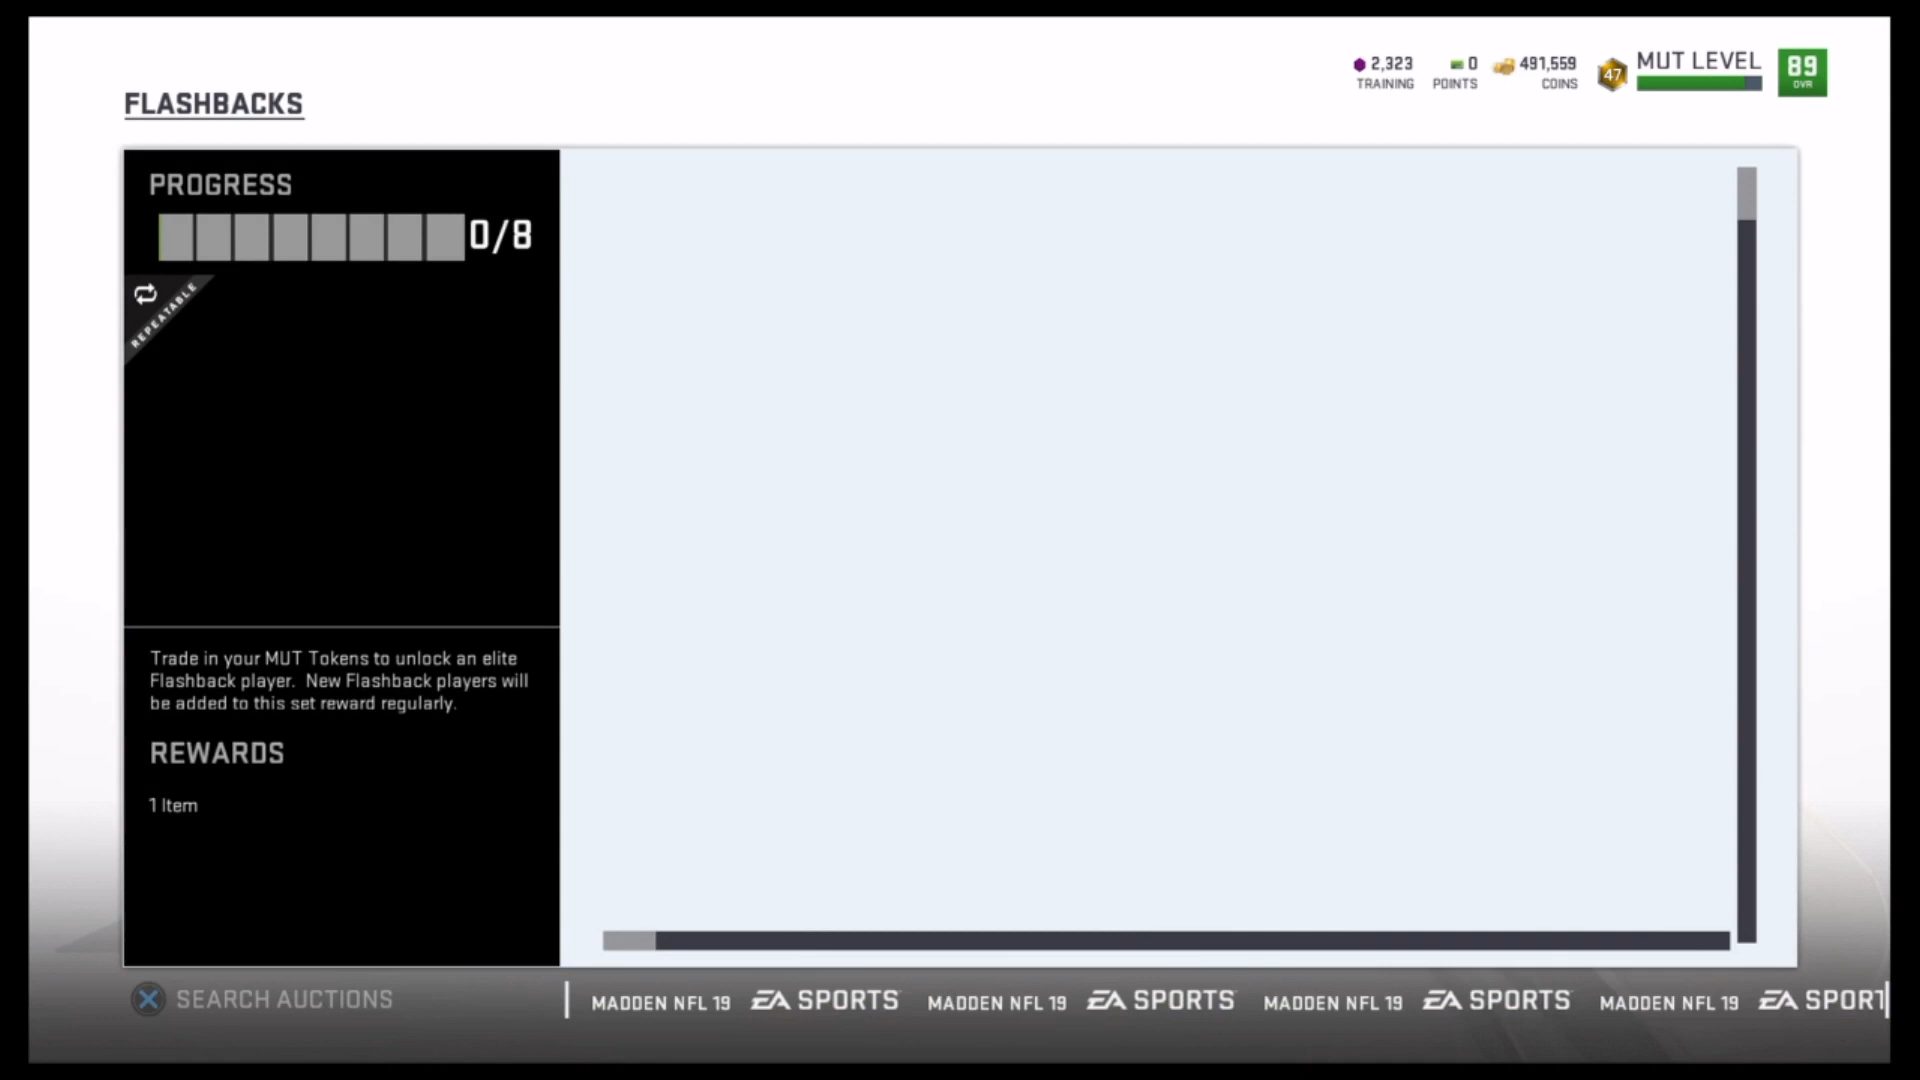 2,323
TRAINING
0
POINTS
491,559
COINS
47
MUT LEVEL
89
OVR
FLASHBACKS
PROGRESS
0/8
REPEATABLE
Trade in your MUT Tokens to unlock an elite
Flashback player. New Flashback players will
be added to this set reward regularly.
REWARDS
1 Item
SEARCH AUCTIONS
MADDEN NFL 19 EA SPORTS MADDEN NFL 19 EA SPORTS MADDEN NFL 19 EA SPORTS MADDEN NFL 19 EA SPORT